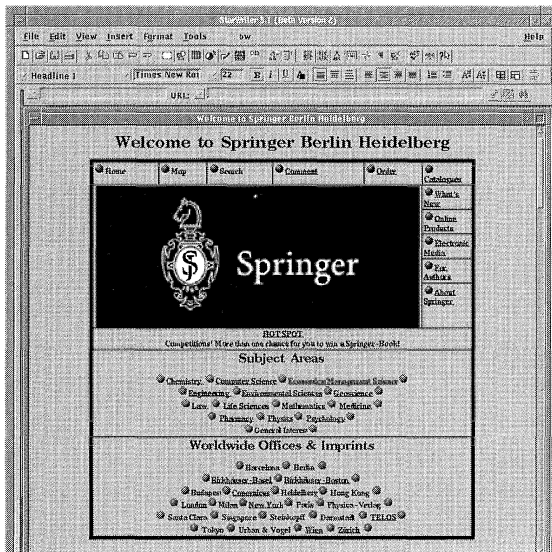 StarWriter 3.1 (Beta Version 2)
File Edit View Insert Format Tools ow Help
Headline 1 Times New Rom 22 B I U A
URL:
Welcome to Springer Berlin Heidelberg
Welcome to Springer Berlin Heidelberg
Home Map Search Comment Order Catalogues
What's New
Online Products
Electronic Media
For Authors
About Springer
Springer
HOT SPOT
Competitions! More than one chance for you to win a Springer-Book!
Subject Areas
Chemistry Computer Science Economics/Management Science
Engineering Environmental Sciences Geoscience
Law Life Sciences Mathematics Medicine
Pharmacy Physics Psychology
General Interest
Worldwide Offices & Imprints
Barcelona Berlin
Birkhäuser-Basel Birkhäuser-Boston
Budapest Copernicus Heidelberg Hong Kong
London Milan New York Paris Physica-Verlag
Santa Clara Singapore Steinkopff Darmstadt TELOS
Tokyo Urban & Vogel Wien Zürich